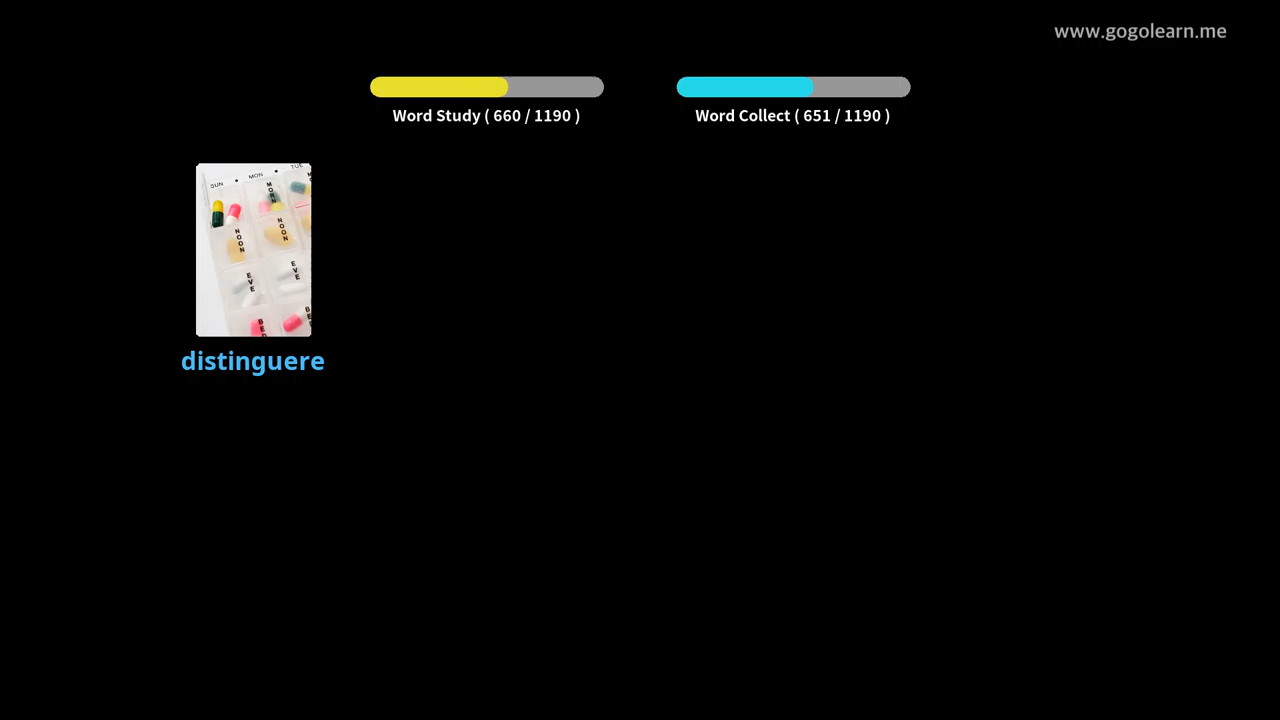 www.gogolearn.me
Word Study ( 660 / 1190 )
Word Collect ( 651 / 1190 )
SUN
MON
TUE
MORN
NOON
NOON
EVE
EVE
distinguere